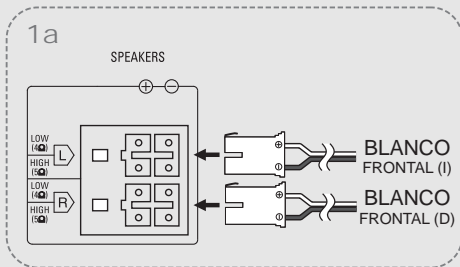 1a
SPEAKERS
+ −
LOW
(4Ω)
L
HIGH
(5Ω)
LOW
(4Ω)
R
HIGH
(5Ω)
+
−
BLANCO
FRONTAL (I)
+
−
BLANCO
FRONTAL (D)